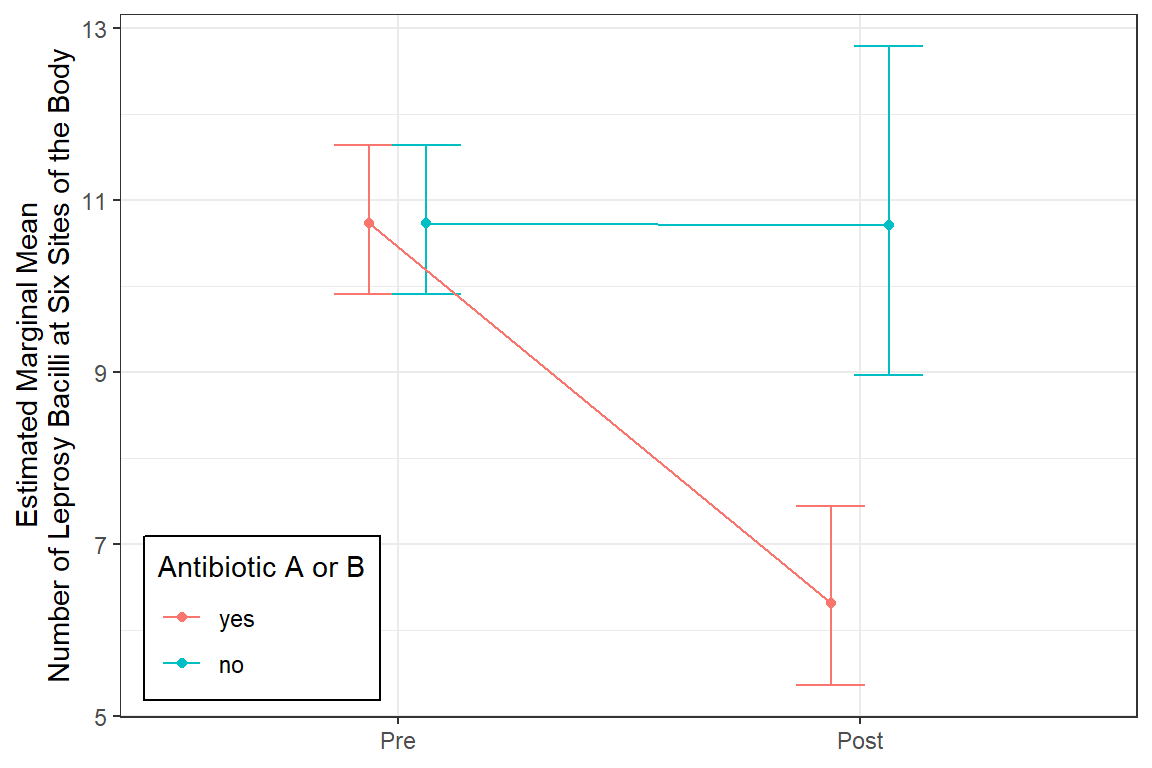 Estimated Marginal Mean
Number of Leprosy Bacilli at Six Sites of the Body
13
11
9
7
5
Antibiotic A or B
yes
no
Pre
Post